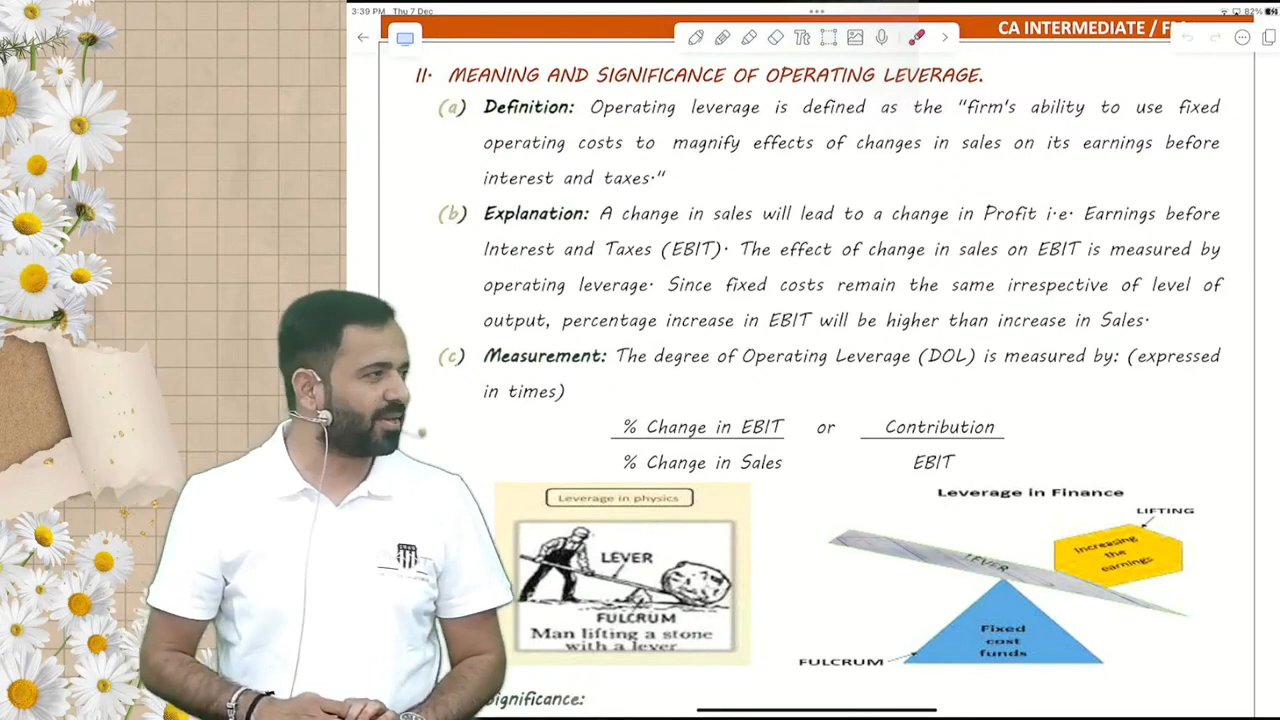 3:39 PM Thu 7 Dec
82%
CA INTERMEDIATE / F
II. MEANING AND SIGNIFICANCE OF OPERATING LEVERAGE.
(a) Definition: Operating leverage is defined as the "firm's ability to use fixed
operating costs to magnify effects of changes in sales on its earnings before
interest and taxes."
(b) Explanation: A change in sales will lead to a change in Profit i.e. Earnings before
Interest and Taxes (EBIT). The effect of change in sales on EBIT is measured by
operating leverage. Since fixed costs remain the same irrespective of level of
output, percentage increase in EBIT will be higher than increase in Sales.
(c) Measurement: The degree of Operating Leverage (DOL) is measured by: (expressed
in times)
% Change in EBIT or Contribution
% Change in Sales EBIT
Leverage in physics
LEVER
FULCRUM
Man lifting a stone
with a lever
Leverage in Finance
LIFTING
Increasing
the
earnings
LEVER
Fixed
cost
funds
FULCRUM
ignificance: